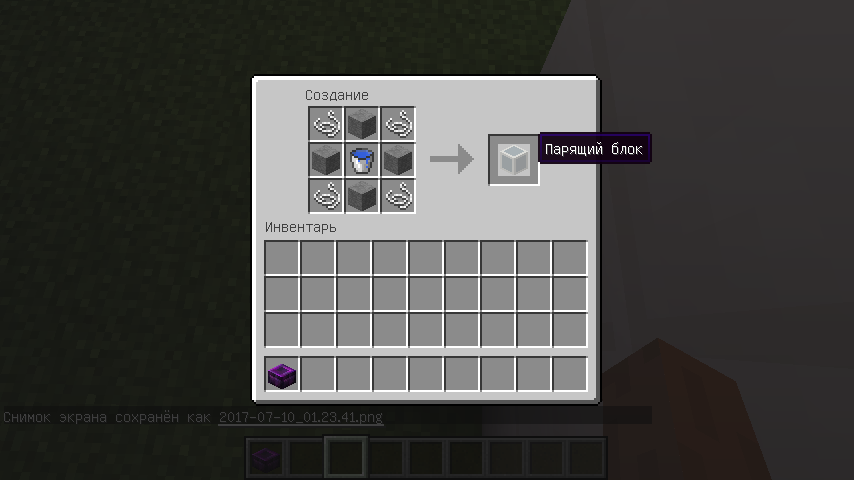 Создание
Парящий блок
Инвентарь
Снимок экрана сохранён как 2017-07-10_01.23.41.png